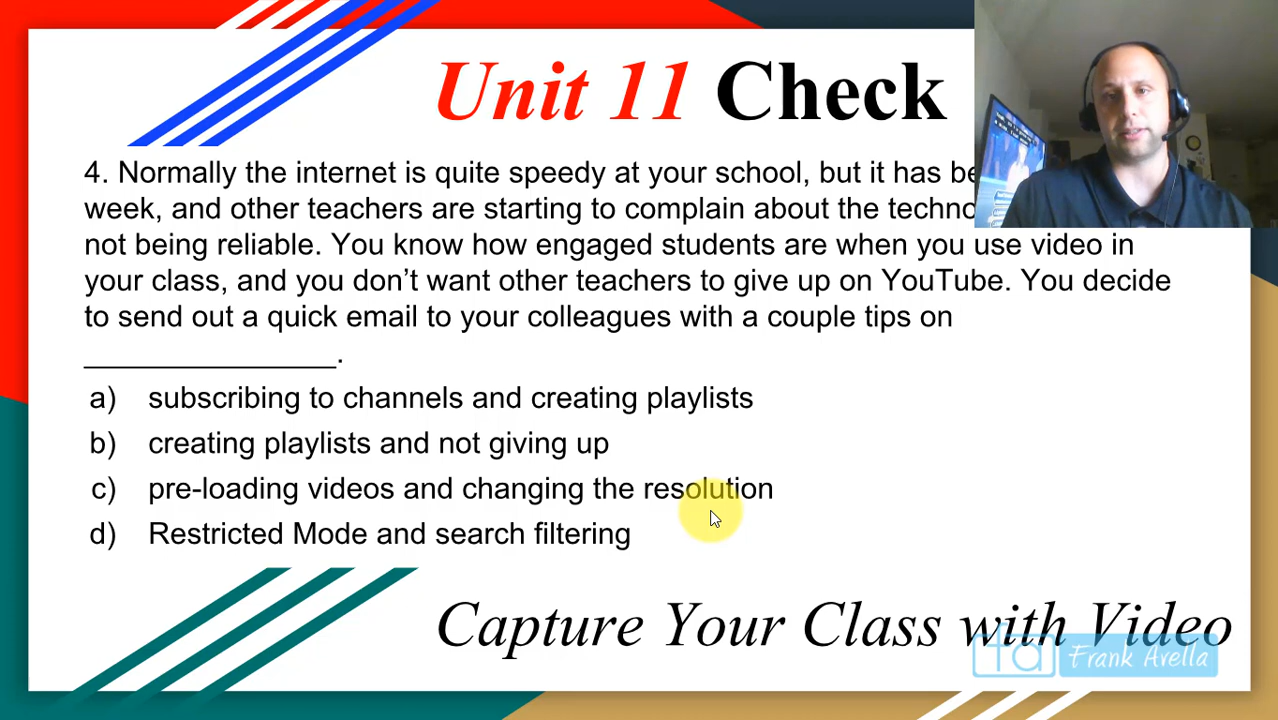 Unit 11 Check
4. Normally the internet is quite speedy at your school, but it has
week, and other teachers are starting to complain about the
not being reliable. You know how engaged students are when you use video in
your class, and you don’t want other teachers to give up on YouTube. You decide
to send out a quick email to your colleagues with a couple tips on
_______________.
a) subscribing to channels and creating playlists
b) creating playlists and not giving up
c) pre-loading videos and changing the resolution
d) Restricted Mode and search filtering
Capture Your Class with Video
fa Frank Avella